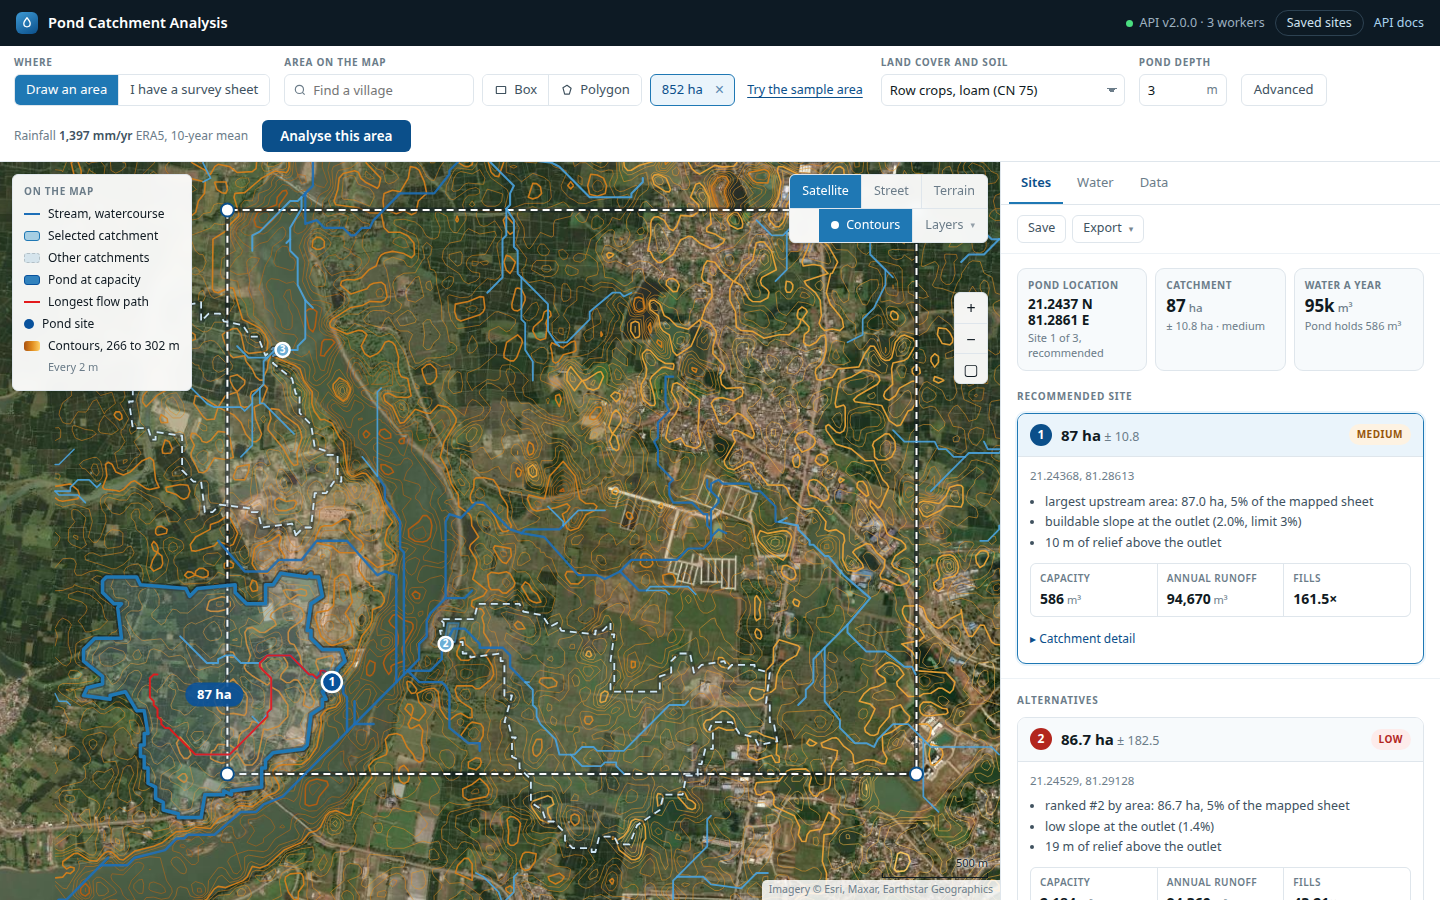 Pond Catchment Analysis
API v2.0.0 · 3 workers
Saved sites
API docs
WHERE
AREA ON THE MAP
LAND COVER AND SOIL
POND DEPTH
Draw an area
I have a survey sheet
Find a village
Box
Polygon
852 ha ×
Try the sample area
Row crops, loam (CN 75)
3 m
Advanced
Rainfall 1,397 mm/yr ERA5, 10-year mean
Analyse this area
ON THE MAP
Stream, watercourse
Selected catchment
Other catchments
Pond at capacity
Longest flow path
Pond site
Contours, 266 to 302 m
Every 2 m
Satellite
Street
Terrain
Contours
Layers
+
−
3
2
1
87 ha
500 m
Imagery © Esri, Maxar, Earthstar Geographics
Sites
Water
Data
Save
Export
POND LOCATION
21.2437 N
81.2861 E
Site 1 of 3,
recommended
CATCHMENT
87 ha
± 10.8 ha · medium
WATER A YEAR
95k m³
Pond holds 586 m³
RECOMMENDED SITE
1 87 ha ± 10.8
MEDIUM
21.24368, 81.28613
• largest upstream area: 87.0 ha, 5% of the mapped sheet
• buildable slope at the outlet (2.0%, limit 3%)
• 10 m of relief above the outlet
CAPACITY
586 m³
ANNUAL RUNOFF
94,670 m³
FILLS
161.5×
▸ Catchment detail
ALTERNATIVES
2 86.7 ha ± 182.5
LOW
21.24529, 81.29128
• ranked #2 by area: 86.7 ha, 5% of the mapped sheet
• low slope at the outlet (1.4%)
• 19 m of relief above the outlet
CAPACITY
ANNUAL RUNOFF
FILLS